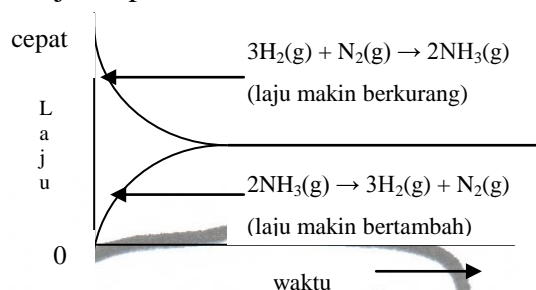 cepat
3H₂(g) + N₂(g) → 2NH₃(g)
(laju makin berkurang)
L
a
j
u
2NH₃(g) → 3H₂(g) + N₂(g)
(laju makin bertambah)
0
waktu